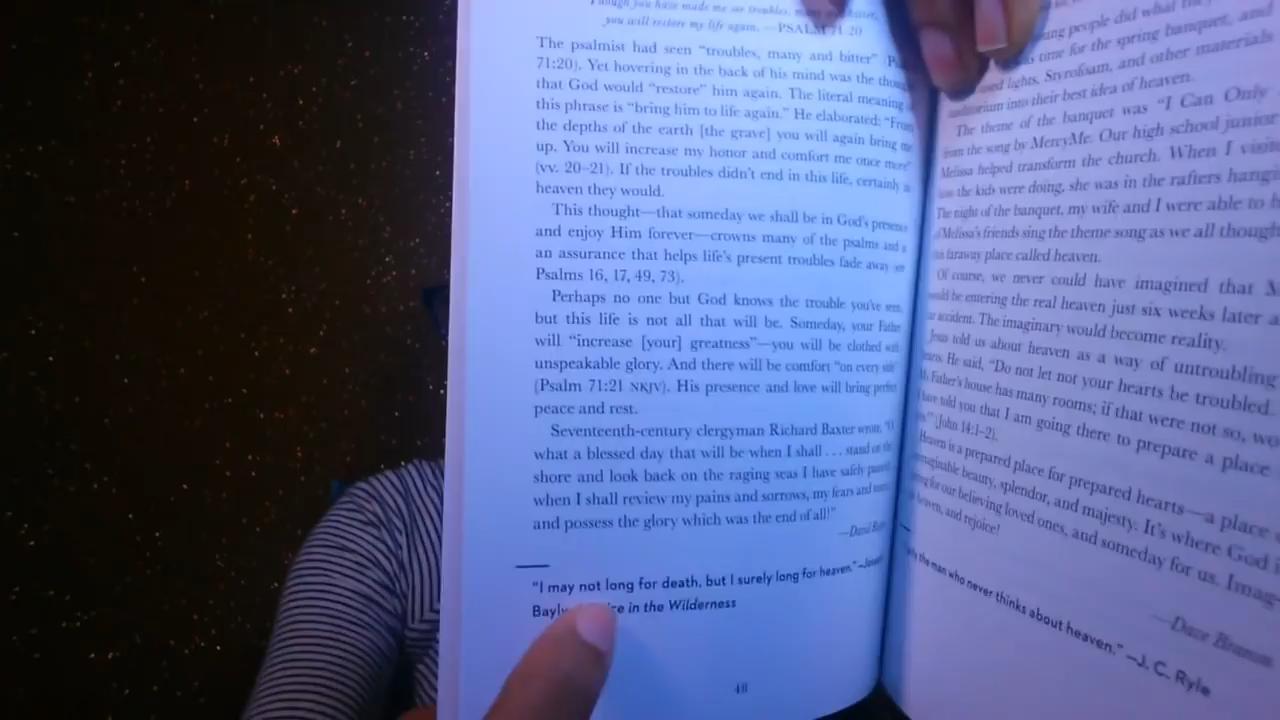 Though you have made me see troubles, many
you will restore my life again. —PSALM 71:20
The psalmist had seen "troubles, many and bitter"
71:20). Yet hovering in the back of his mind was the
that God would "restore" him again. The literal meaning
this phrase is "bring him to life again." He elaborated: "From
the depths of the earth [the grave] you will again bring me
up. You will increase my honor and comfort me once more"
(vv. 20–21). If the troubles didn't end in this life, certainly in
heaven they would.
This thought—that someday we shall be in God's presence
and enjoy Him forever—crowns many of the psalms and is
an assurance that helps life's present troubles fade away
Psalms 16, 17, 49, 73).
Perhaps no one but God knows the trouble you've seen,
but this life is not all that will be. Someday, your Father
will "increase [your] greatness"—you will be clothed with
unspeakable glory. And there will be comfort "on every side"
(Psalm 71:21 NKJV). His presence and love will bring perfect
peace and rest.
Seventeenth-century clergyman Richard Baxter wrote, "O
what a blessed day that will be when I shall . . . stand on the
shore and look back on the raging seas I have safely passed
when I shall review my pains and sorrows, my fears and tears
and possess the glory which was the end of all!"
—David
"I may not long for death, but I surely long for heaven." —Joseph
in the Wilderness
48
people did what
time for the spring banquet, and
lights, Styrofoam, and other materials
into their best idea of heaven.
The theme of the banquet was "I Can Only
from the song by MercyMe. Our high school junior
Melissa helped transform the church. When I
the kids were doing, she was in the rafters
The night of the banquet, my wife and I were able to
Melissa's friends sing the theme song as we all
faraway place called heaven.
Of course, we never could have imagined that
would be entering the real heaven just six weeks later
accident. The imaginary would become reality.
Jesus told us about heaven as a way of untroubling
He said, "Do not let not your hearts be troubled.
My Father's house has many rooms; if that were not so,
have told you that I am going there to prepare a place
(John 14:1–2).
Heaven is a prepared place for prepared hearts—a place
beauty, splendor, and majesty. It's where God
for our believing loved ones, and someday for us.
heaven, and rejoice!
—Dave Branon
the man who never thinks about heaven." —J. C. Ryle